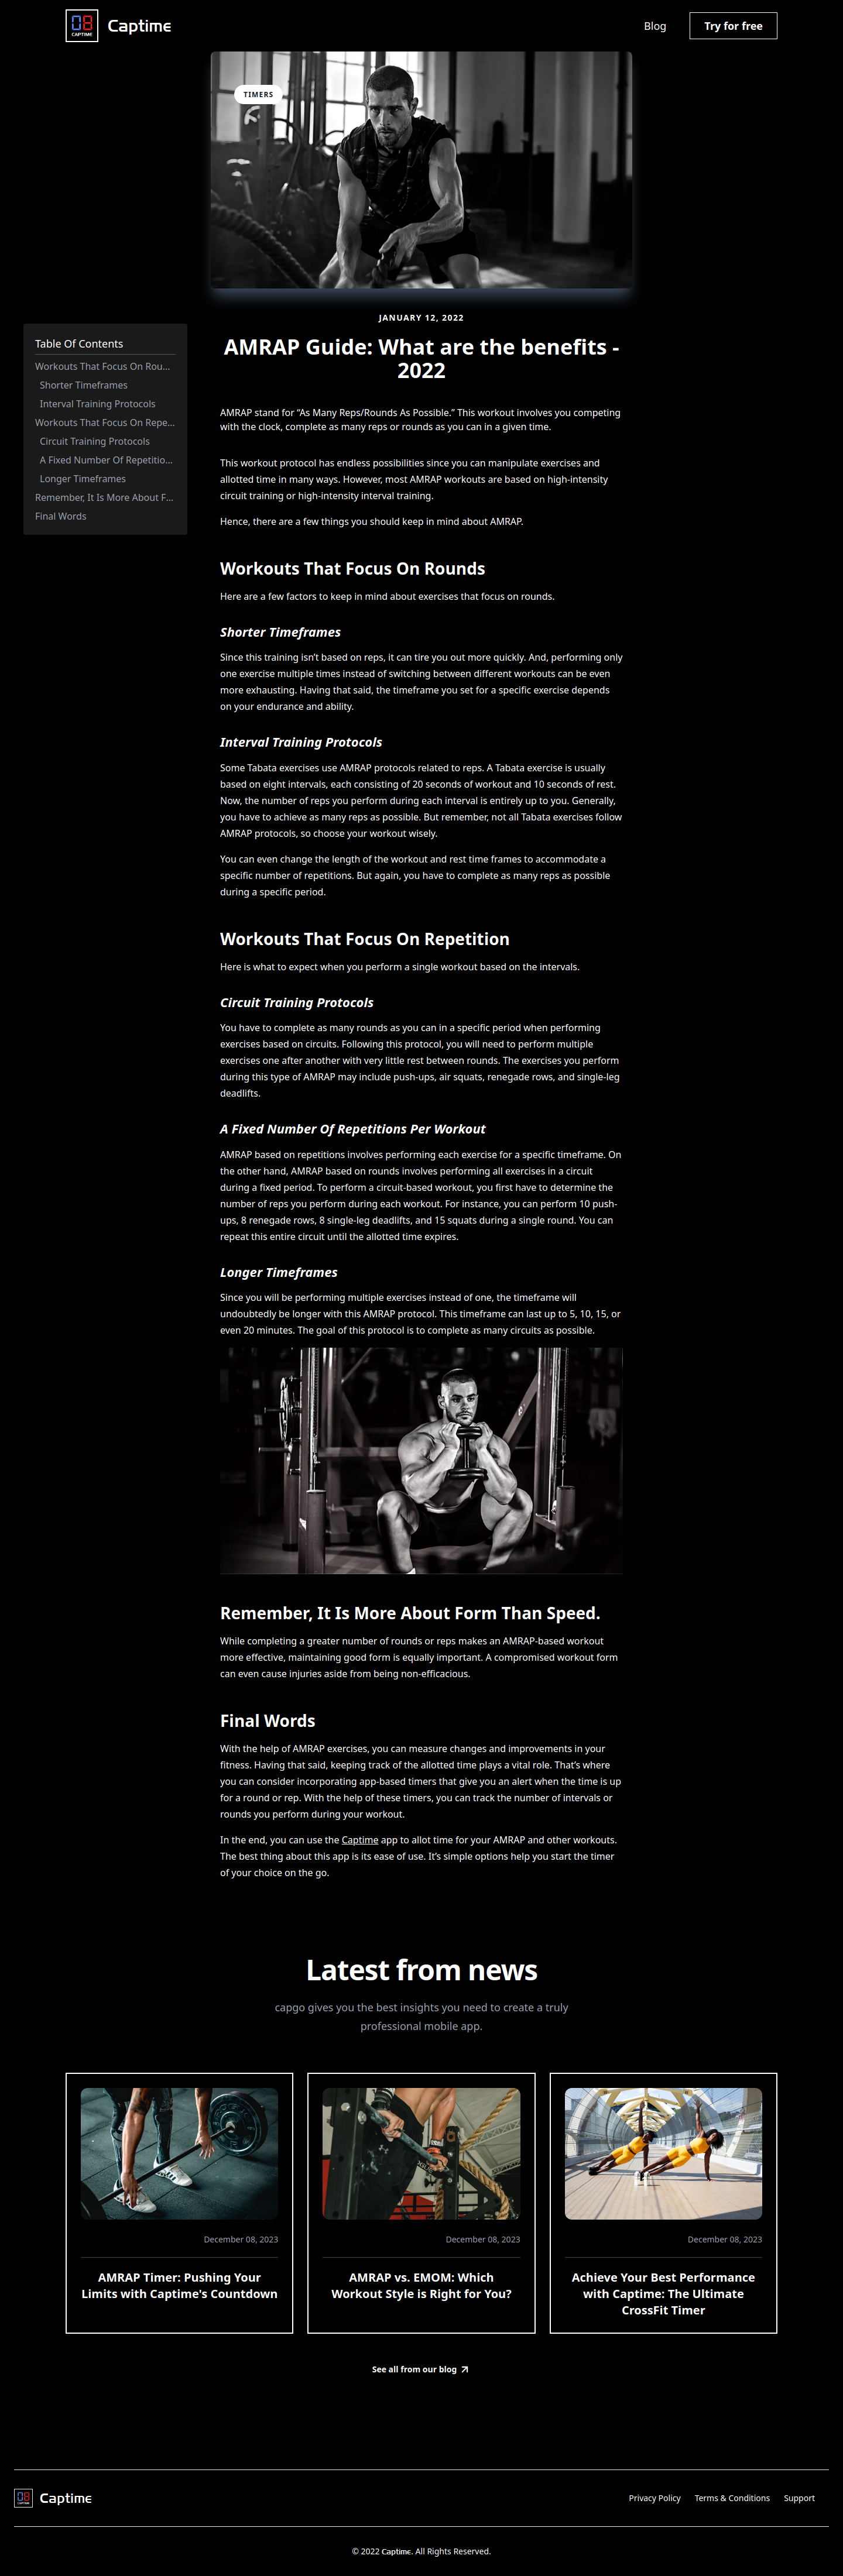 08
CAPTIME
Captime
Blog
Try for free
TIMERS
JANUARY 12, 2022
AMRAP Guide: What are the benefits -
2022
Table Of Contents
Workouts That Focus On Rou...
Shorter Timeframes
Interval Training Protocols
Workouts That Focus On Repe...
Circuit Training Protocols
A Fixed Number Of Repetitio...
Longer Timeframes
Remember, It Is More About F...
Final Words
AMRAP stand for “As Many Reps/Rounds As Possible.” This workout involves you competing
with the clock, complete as many reps or rounds as you can in a given time.
This workout protocol has endless possibilities since you can manipulate exercises and
allotted time in many ways. However, most AMRAP workouts are based on high-intensity
circuit training or high-intensity interval training.
Hence, there are a few things you should keep in mind about AMRAP.
Workouts That Focus On Rounds
Here are a few factors to keep in mind about exercises that focus on rounds.
Shorter Timeframes
Since this training isn’t based on reps, it can tire you out more quickly. And, performing only
one exercise multiple times instead of switching between different workouts can be even
more exhausting. Having that said, the timeframe you set for a specific exercise depends
on your endurance and ability.
Interval Training Protocols
Some Tabata exercises use AMRAP protocols related to reps. A Tabata exercise is usually
based on eight intervals, each consisting of 20 seconds of workout and 10 seconds of rest.
Now, the number of reps you perform during each interval is entirely up to you. Generally,
you have to achieve as many reps as possible. But remember, not all Tabata exercises follow
AMRAP protocols, so choose your workout wisely.
You can even change the length of the workout and rest time frames to accommodate a
specific number of repetitions. But again, you have to complete as many reps as possible
during a specific period.
Workouts That Focus On Repetition
Here is what to expect when you perform a single workout based on the intervals.
Circuit Training Protocols
You have to complete as many rounds as you can in a specific period when performing
exercises based on circuits. Following this protocol, you will need to perform multiple
exercises one after another with very little rest between rounds. The exercises you perform
during this type of AMRAP may include push-ups, air squats, renegade rows, and single-leg
deadlifts.
A Fixed Number Of Repetitions Per Workout
AMRAP based on repetitions involves performing each exercise for a specific timeframe. On
the other hand, AMRAP based on rounds involves performing all exercises in a circuit
during a fixed period. To perform a circuit-based workout, you first have to determine the
number of reps you perform during each workout. For instance, you can perform 10 push-
ups, 8 renegade rows, 8 single-leg deadlifts, and 15 squats during a single round. You can
repeat this entire circuit until the allotted time expires.
Longer Timeframes
Since you will be performing multiple exercises instead of one, the timeframe will
undoubtedly be longer with this AMRAP protocol. This timeframe can last up to 5, 10, 15, or
even 20 minutes. The goal of this protocol is to complete as many circuits as possible.
Remember, It Is More About Form Than Speed.
While completing a greater number of rounds or reps makes an AMRAP-based workout
more effective, maintaining good form is equally important. A compromised workout form
can even cause injuries aside from being non-efficacious.
Final Words
With the help of AMRAP exercises, you can measure changes and improvements in your
fitness. Having that said, keeping track of the allotted time plays a vital role. That’s where
you can consider incorporating app-based timers that give you an alert when the time is up
for a round or rep. With the help of these timers, you can track the number of intervals or
rounds you perform during your workout.
In the end, you can use the Captime app to allot time for your AMRAP and other workouts.
The best thing about this app is its ease of use. It’s simple options help you start the timer
of your choice on the go.
Latest from news
capgo gives you the best insights you need to create a truly
professional mobile app.
December 08, 2023
AMRAP Timer: Pushing Your
Limits with Captime's Countdown
December 08, 2023
AMRAP vs. EMOM: Which
Workout Style is Right for You?
December 08, 2023
Achieve Your Best Performance
with Captime: The Ultimate
CrossFit Timer
See all from our blog
08
CAPTIME
Captime
Privacy Policy
Terms & Conditions
Support
© 2022 Captime. All Rights Reserved.